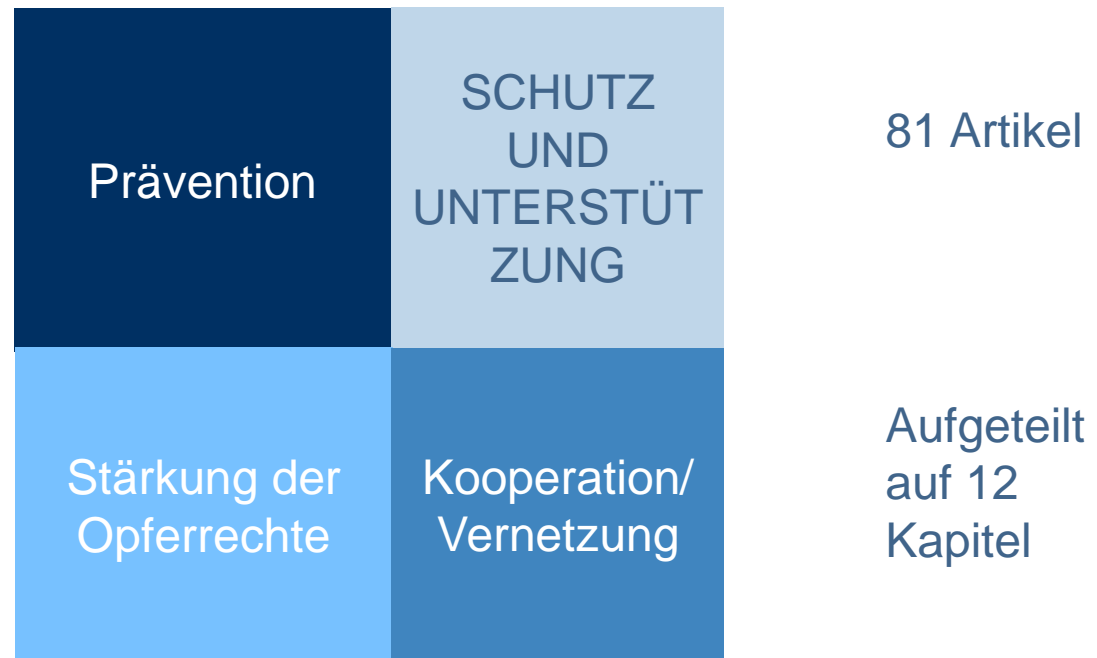 Prävention
SCHUTZ
UND
UNTERSTÜT
ZUNG
81 Artikel
Stärkung der
Opferrechte
Kooperation/
Vernetzung
Aufgeteilt
auf 12
Kapitel